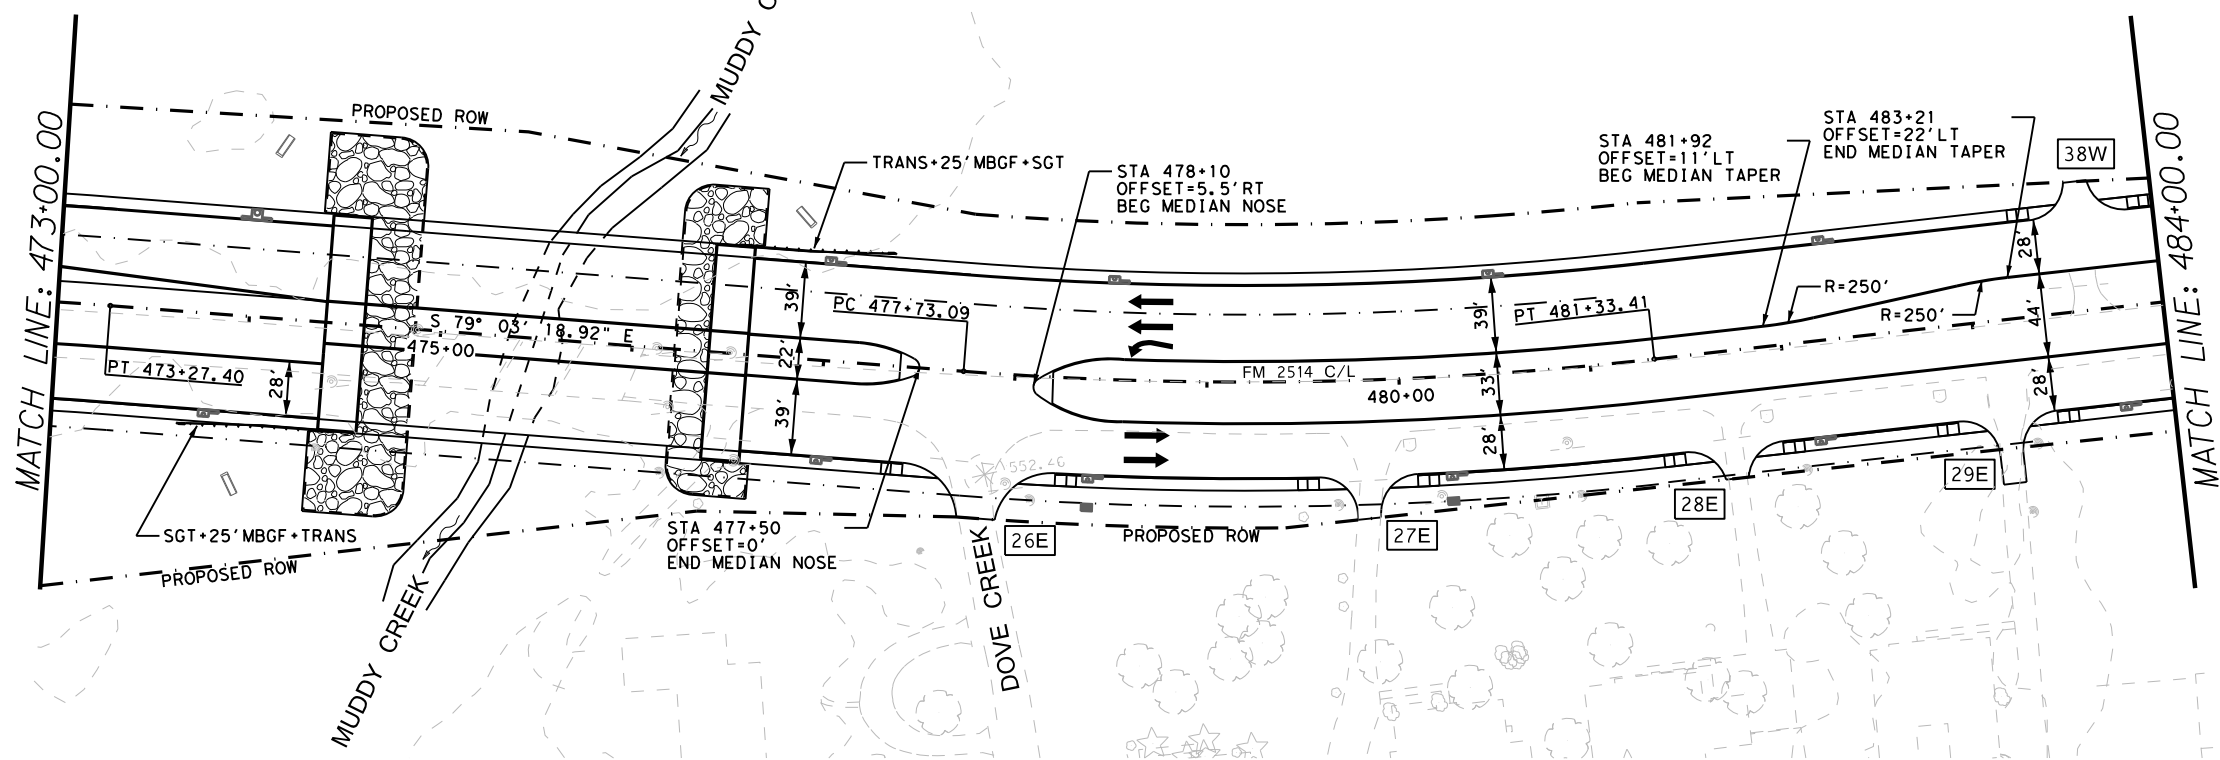 MUDDY C
PROPOSED ROW
MATCH LINE: 473+00.00
TRANS+25'MBGF+SGT
STA 478+10
OFFSET=5.5'RT
BEG MEDIAN NOSE
STA 481+92
OFFSET=11'LT
BEG MEDIAN TAPER
STA 483+21
OFFSET=22'LT
END MEDIAN TAPER
38W
MATCH LINE: 484+00.00
28'
R=250'
R=250'
44'
28'
39'
PC 477+73.09
39'
PT 481+33.41
S 79° 03' 18.92" E
475+00
22'
FM 2514 C/L
480+00
33'
PT 473+27.40
28'
39'
28'
552.46
SGT+25'MBGF+TRANS
PROPOSED ROW
STA 477+50
OFFSET=0'
END MEDIAN NOSE
26E
PROPOSED ROW
27E
28E
29E
MUDDY CREEK
DOVE CREEK